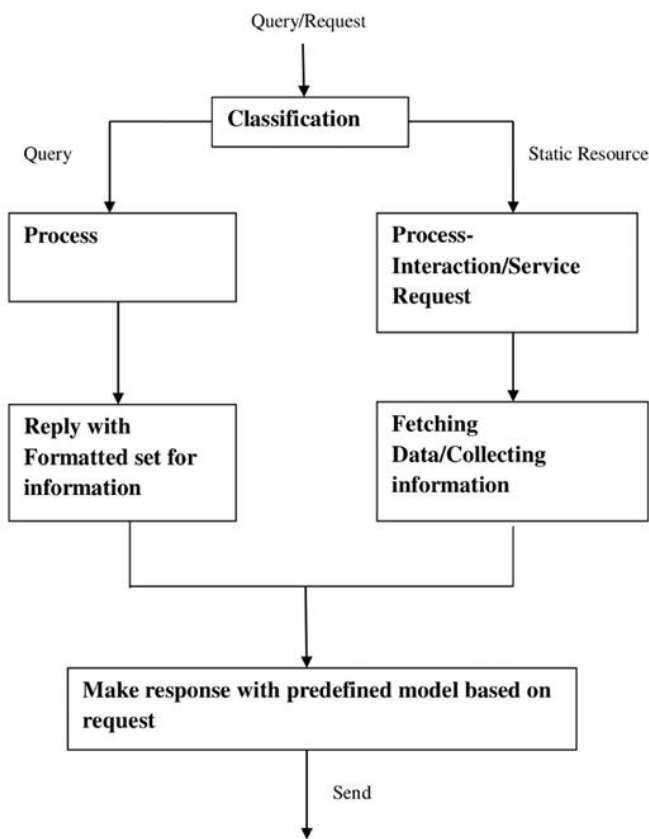 Query/Request
Classification
Query
Static Resource
Process
Process-
Interaction/Service
Request
Reply with
Formatted set for
information
Fetching
Data/Collecting
information
Make response with predefined model based on
request
Send